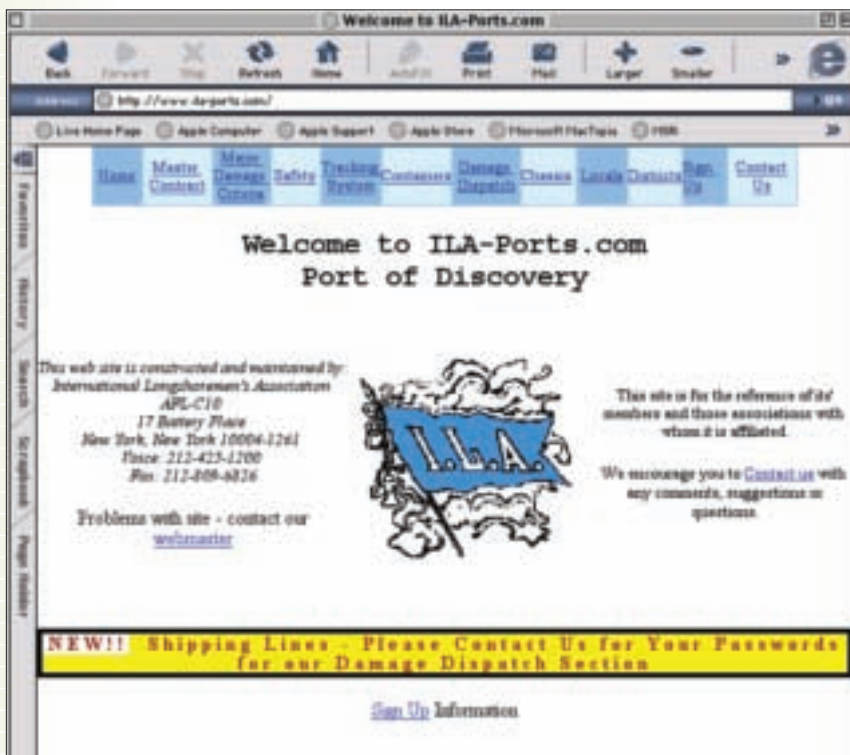 Welcome to ILA-Ports.com
Back Forward Stop Refresh Home AutoFill Print Mail Larger Smaller »
Address: http://www.ila-ports.com/
Live Home Page Apple Computer Apple Support Apple Store Microsoft MacTopia MSN »
Favorites
History
Search
Scrapbook
Page Holder
Home Master Contract Major Damage Criteria Safety Tracking System Containers Damage Dispatch Chassis Locals Districts Sign Up Contact Us
Welcome to ILA-Ports.com
Port of Discovery
This web site is constructed and maintained by:
International Longshoremen's Association
AFL-CIO
17 Battery Place
New York, New York 10004-1261
Voice: 212-425-1200
Fax: 212-809-6826
Problems with site - contact our
webmaster
I.L.A.
This site is for the reference of its'
members and those associations with
whom it is affiliated.
We encourage you to Contact us with
any comments, suggestions or
questions.
NEW!! Shipping Lines - Please Contact Us for Your Passwords
for our Damage Dispatch Section
Sign Up Information